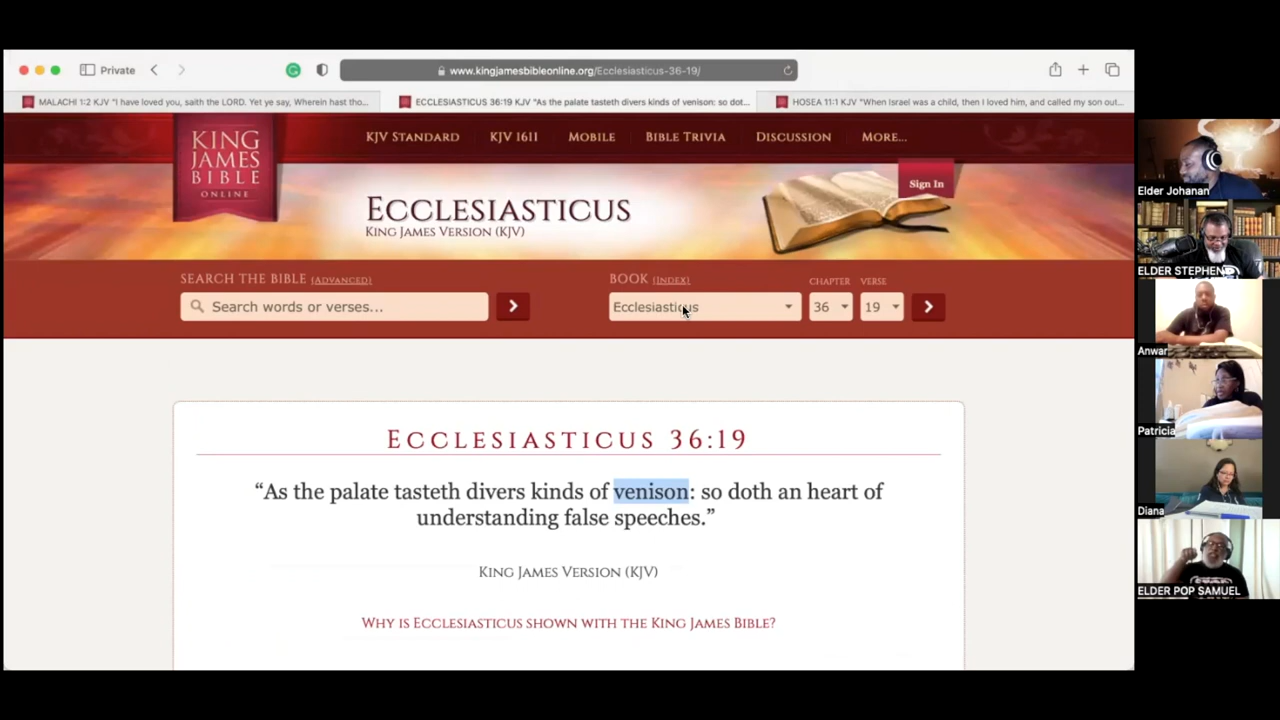 Private
www.kingjamesbibleonline.org/Ecclesiasticus-36-19/
MALACHI 1:2 KJV "I have loved you, saith the LORD. Yet ye say, Wherein hast tho...
ECCLESIASTICUS 36:19 KJV "As the palate tasteth divers kinds of venison: so dot...
HOSEA 11:1 KJV "When Israel was a child, then I loved him, and called my son out...
KING
JAMES
BIBLE
ONLINE
KJV STANDARD
KJV 1611
MOBILE
BIBLE TRIVIA
DISCUSSION
MORE...
Sign In
ECCLESIASTICUS
KING JAMES VERSION (KJV)
SEARCH THE BIBLE (ADVANCED)
BOOK (INDEX)
CHAPTER
VERSE
Search words or verses...
Ecclesiasticus
36
19
ECCLESIASTICUS 36:19
“As the palate tasteth divers kinds of venison: so doth an heart of
understanding false speeches.”
KING JAMES VERSION (KJV)
WHY IS ECCLESIASTICUS SHOWN WITH THE KING JAMES BIBLE?
Elder Johanan
ELDER STEPHEN
Anwar
Patricia
Diana
ELDER POP SAMUEL